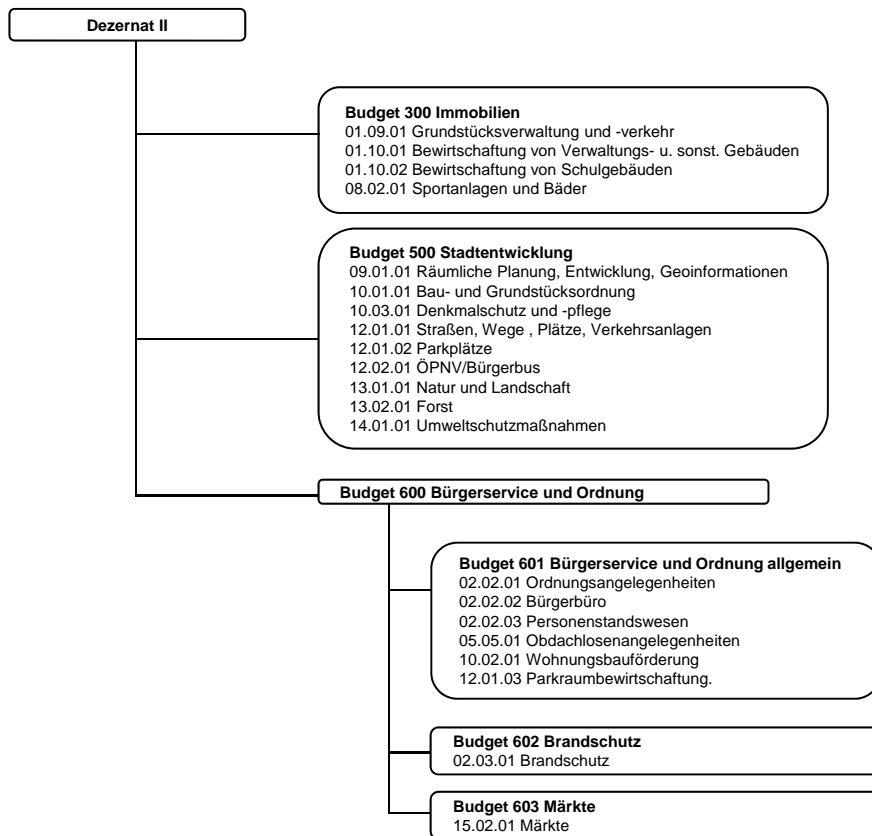 Dezernat II
Budget 300 Immobilien
01.09.01 Grundstücksverwaltung und -verkehr
01.10.01 Bewirtschaftung von Verwaltungs- u. sonst. Gebäuden
01.10.02 Bewirtschaftung von Schulgebäuden
08.02.01 Sportanlagen und Bäder
Budget 500 Stadtentwicklung
09.01.01 Räumliche Planung, Entwicklung, Geoinformationen
10.01.01 Bau- und Grundstücksordnung
10.03.01 Denkmalschutz und -pflege
12.01.01 Straßen, Wege , Plätze, Verkehrsanlagen
12.01.02 Parkplätze
12.02.01 ÖPNV/Bürgerbus
13.01.01 Natur und Landschaft
13.02.01 Forst
14.01.01 Umweltschutzmaßnahmen
Budget 600 Bürgerservice und Ordnung
Budget 601 Bürgerservice und Ordnung allgemein
02.02.01 Ordnungsangelegenheiten
02.02.02 Bürgerbüro
02.02.03 Personenstandswesen
05.05.01 Obdachlosenangelegenheiten
10.02.01 Wohnungsbauförderung
12.01.03 Parkraumbewirtschaftung.
Budget 602 Brandschutz
02.03.01 Brandschutz
Budget 603 Märkte
15.02.01 Märkte